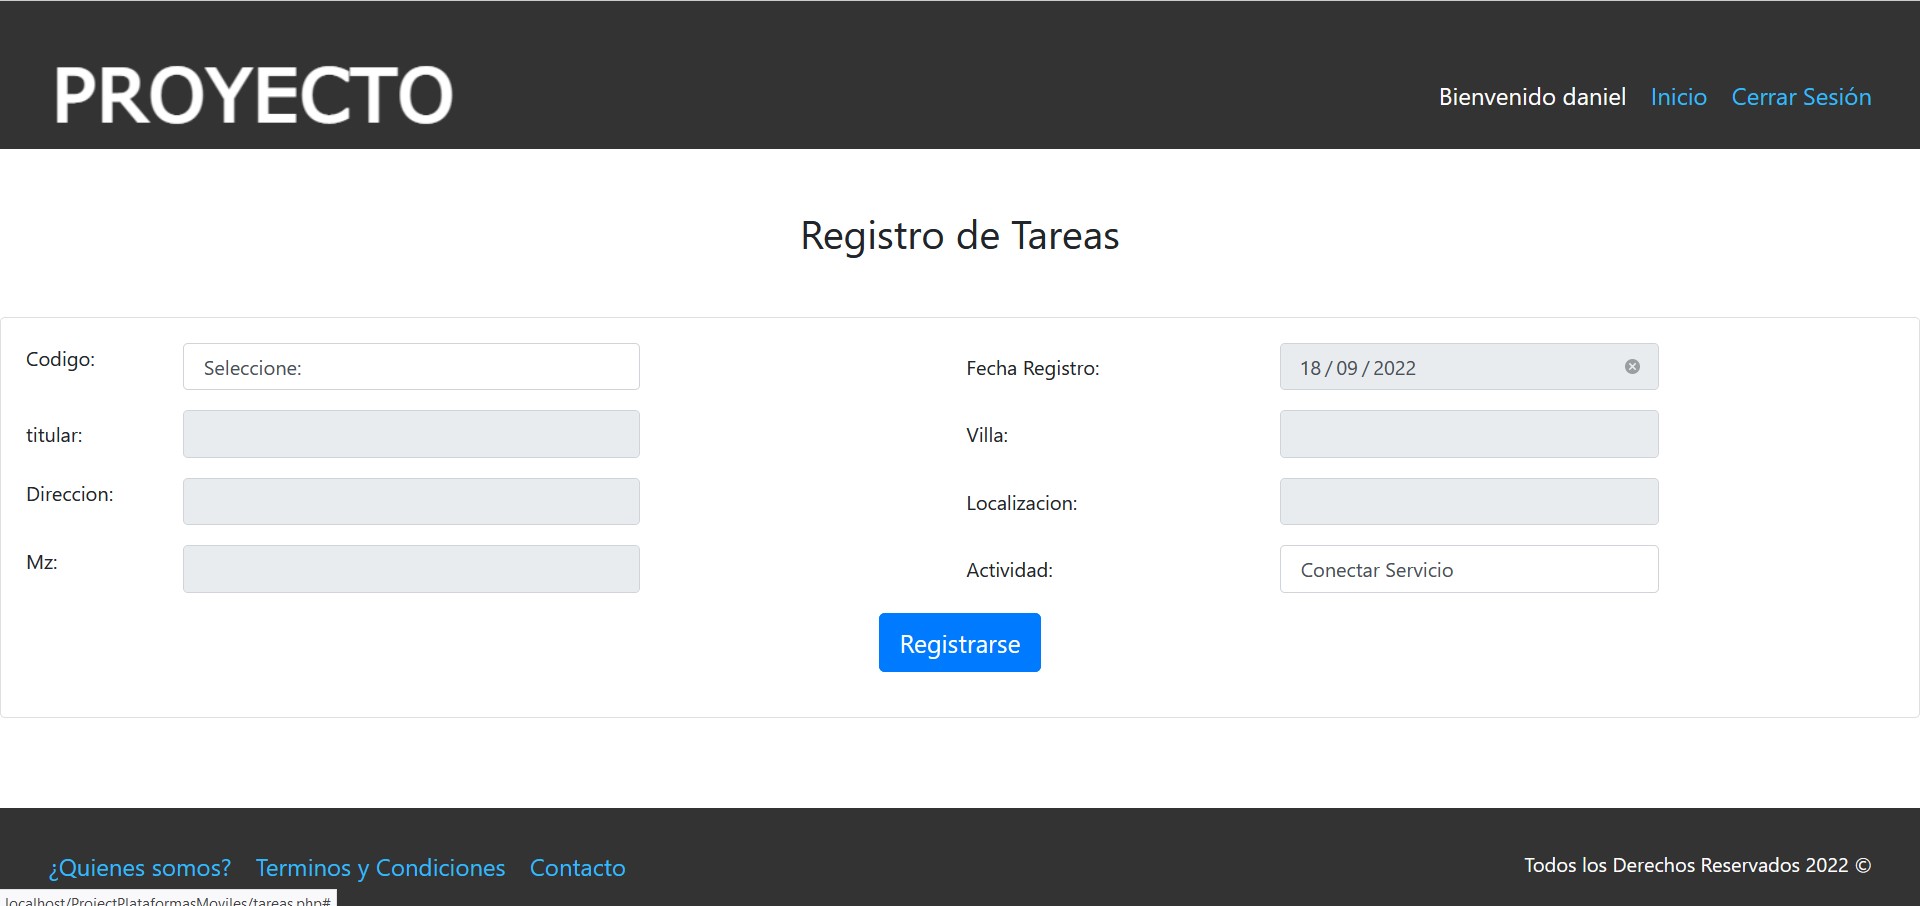 PROYECTO
Bienvenido daniel Inicio Cerrar Sesión
Registro de Tareas
Codigo: Seleccione: Fecha Registro: 18/09/2022
titular: Villa:
Direccion: Localizacion:
Mz: Actividad: Conectar Servicio
Registrarse
¿Quienes somos? Terminos y Condiciones Contacto Todos los Derechos Reservados 2022 ©
localhost/ProjectPlataformasMoviles/tareas.php#